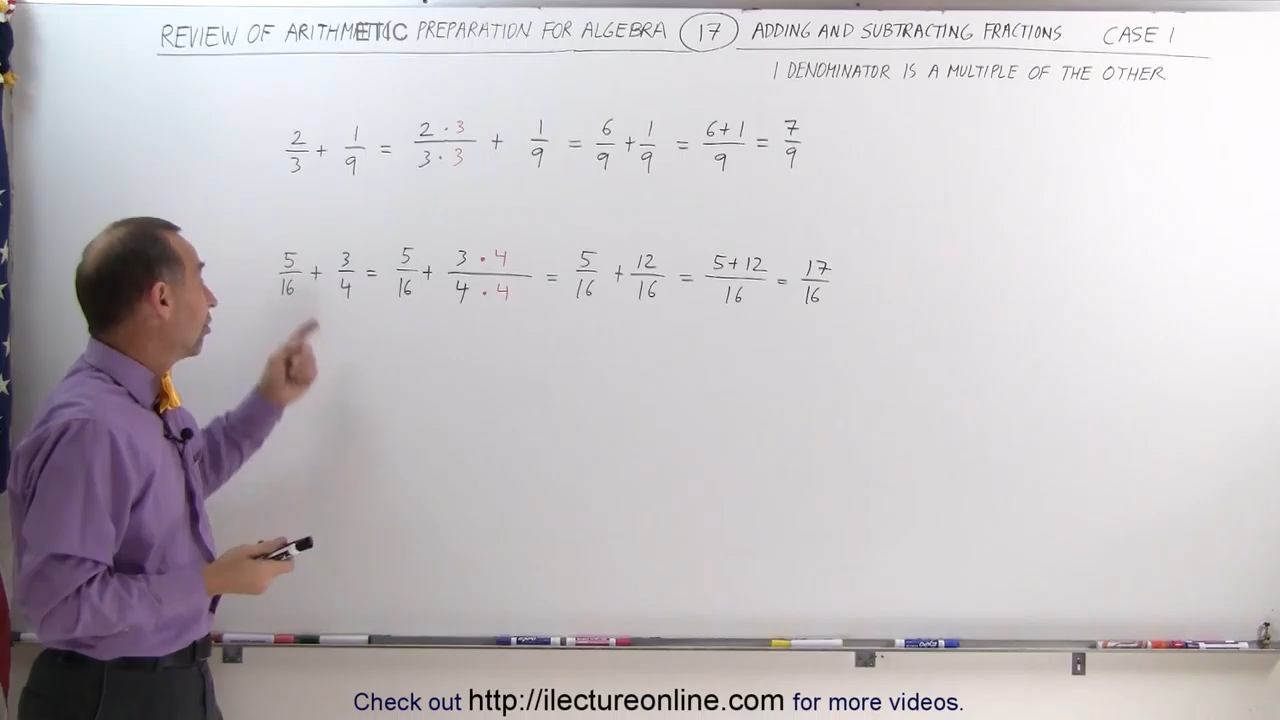 REVIEW OF ARITHMETIC PREPARATION FOR ALGEBRA 17 ADDING AND SUBTRACTING FRACTIONS CASE 1
1 DENOMINATOR IS A MULTIPLE OF THE OTHER
2/3 + 1/9 = 2·3/3·3 + 1/9 = 6/9 + 1/9 = 6+1/9 = 7/9
5/16 + 3/4 = 5/16 + 3·4/4·4 = 5/16 + 12/16 = 5+12/16 = 17/16
Check out http://ilectureonline.com for more videos.